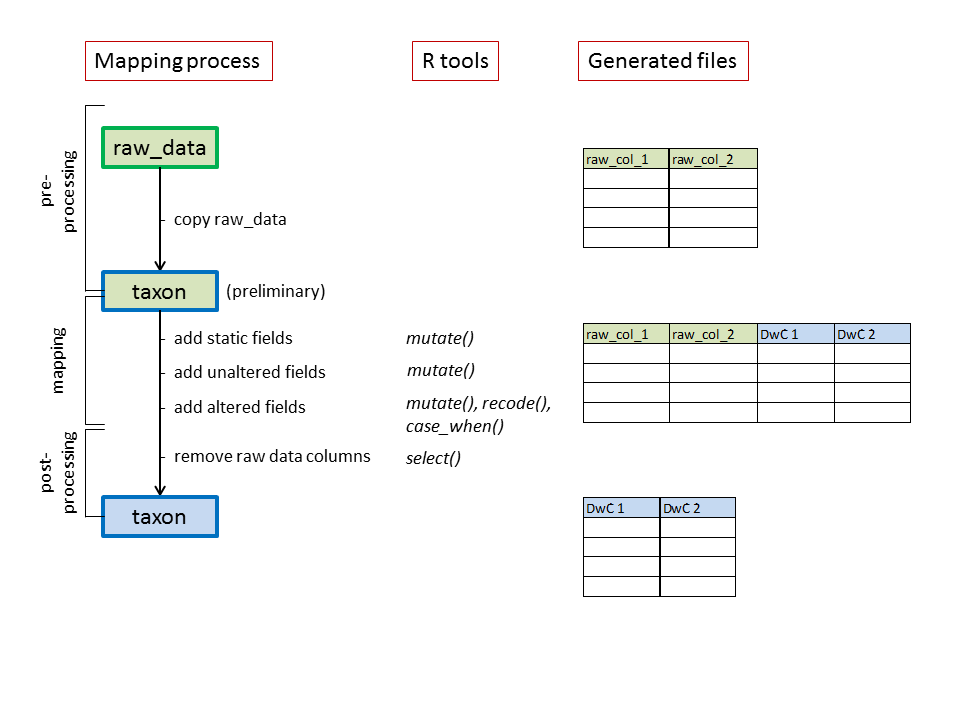 Mapping process
R tools
Generated files
pre-
processing
raw_data
copy raw_data
raw_col_1 raw_col_2
taxon
(preliminary)
mapping
add static fields
mutate()
raw_col_1 raw_col_2 DwC 1 DwC 2
add unaltered fields
mutate()
add altered fields
mutate(), recode(),
case_when()
post-
processing
remove raw data columns
select()
taxon
DwC 1 DwC 2